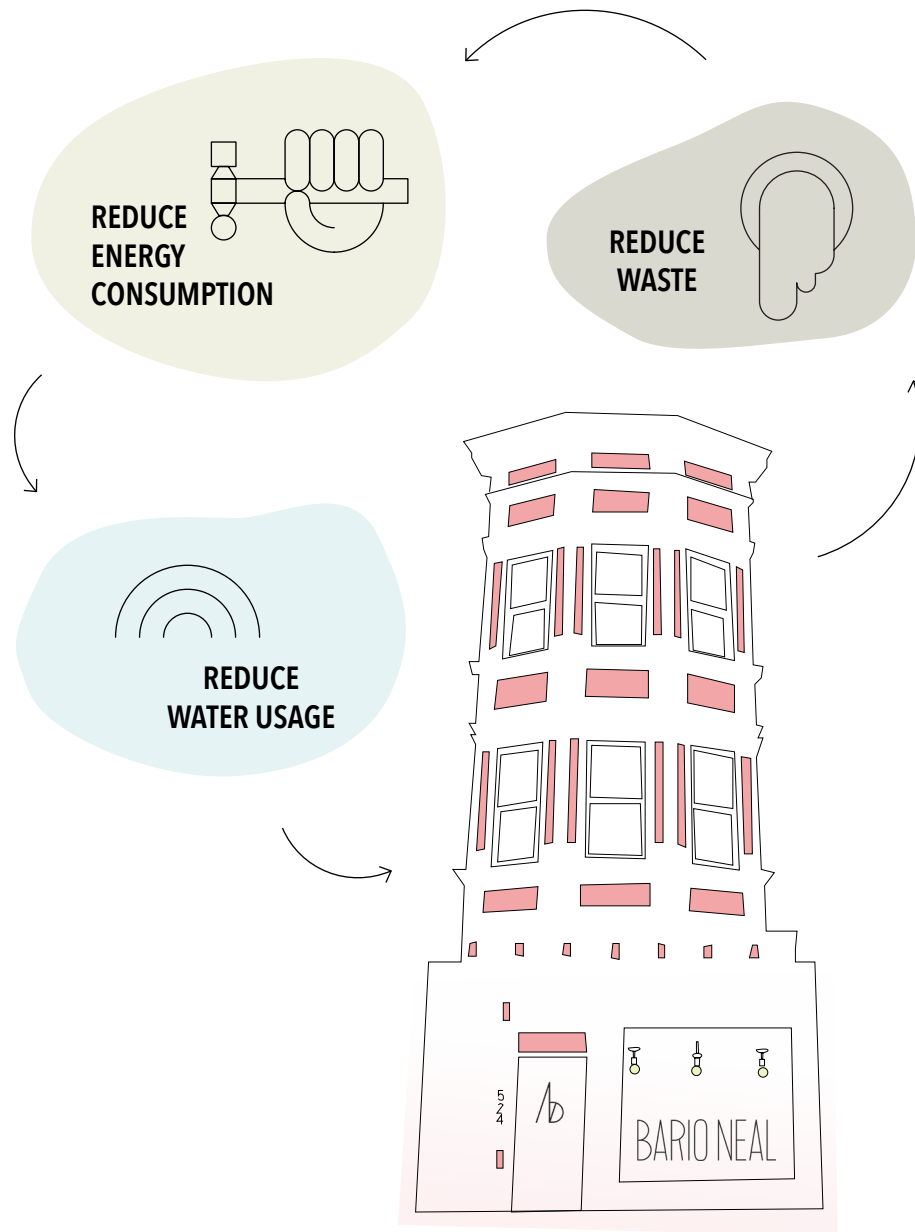 REDUCE
ENERGY
CONSUMPTION
REDUCE
WASTE
REDUCE
WATER USAGE
5
2
4
BARIO NEAL